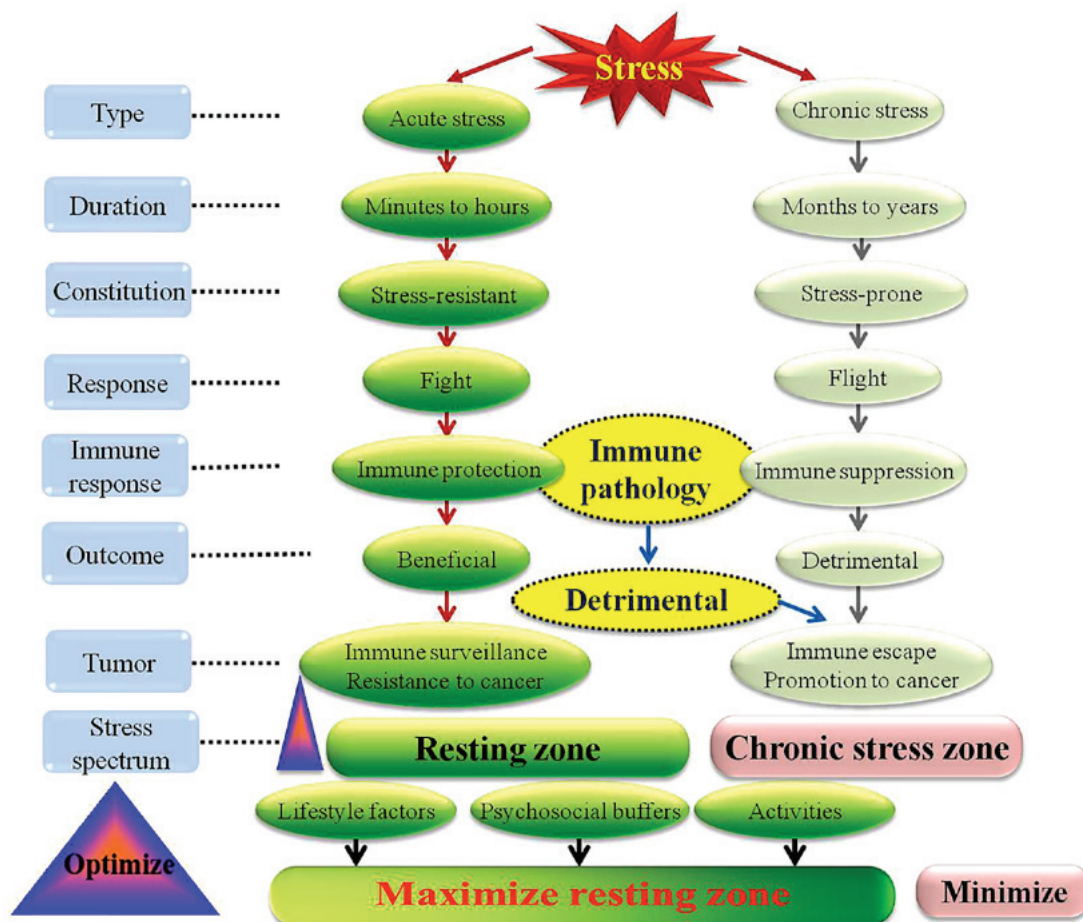 Stress
Type
Acute stress
Chronic stress
Duration
Minutes to hours
Months to years
Constitution
Stress-resistant
Stress-prone
Response
Fight
Flight
Immune
response
Immune protection
Immune
pathology
Immune suppression
Outcome
Beneficial
Detrimental
Detrimental
Tumor
Immune surveillance
Resistance to cancer
Immune escape
Promotion to cancer
Stress
spectrum
Resting zone
Chronic stress zone
Lifestyle factors
Psychosocial buffers
Activities
Optimize
Maximize resting zone
Minimize